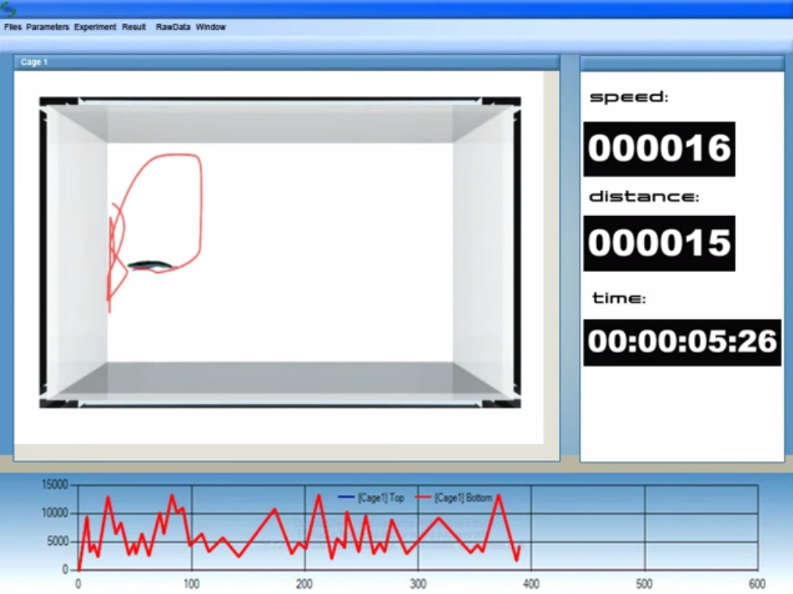 Files Parameters Experiment Result RawData Window
Cage 1
speed:
000016
distance:
000015
time:
00:00:05:26
15000
10000
5000
0
[Cage1] Top [Cage1] Bottom
0 100 200 300 400 500 600